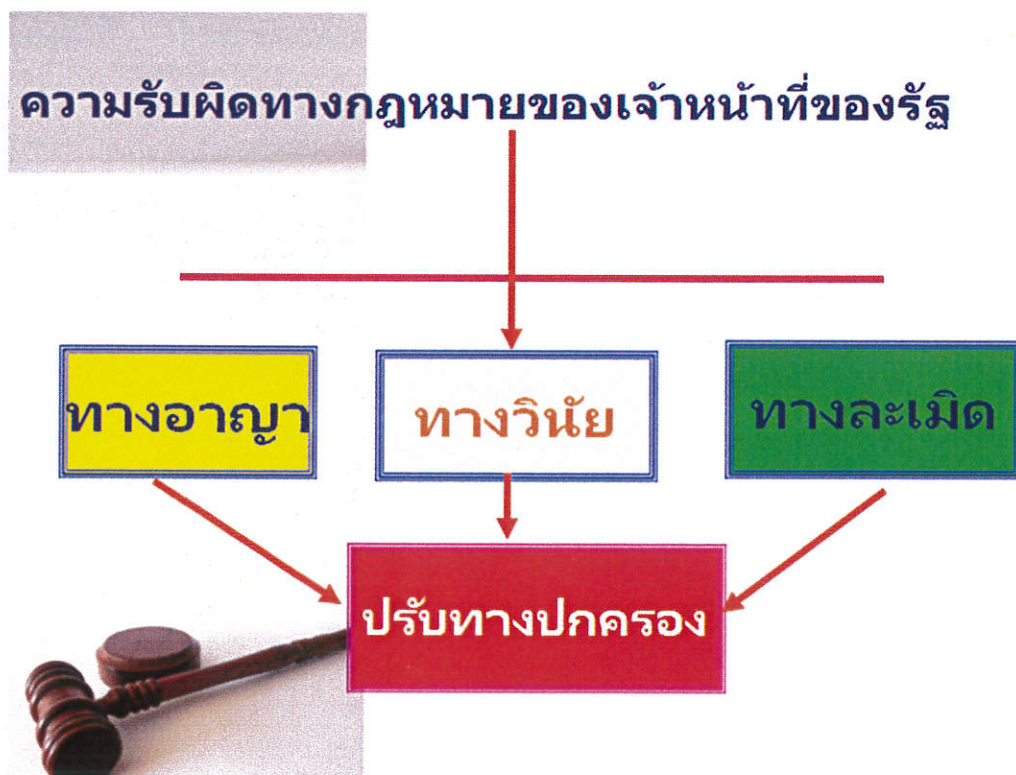 ความรับผิดทางกฎหมายของเจ้าหน้าที่ของรัฐ
ทางอาญา
ทางวินัย
ทางละเมิด
ปรับทางปกครอง